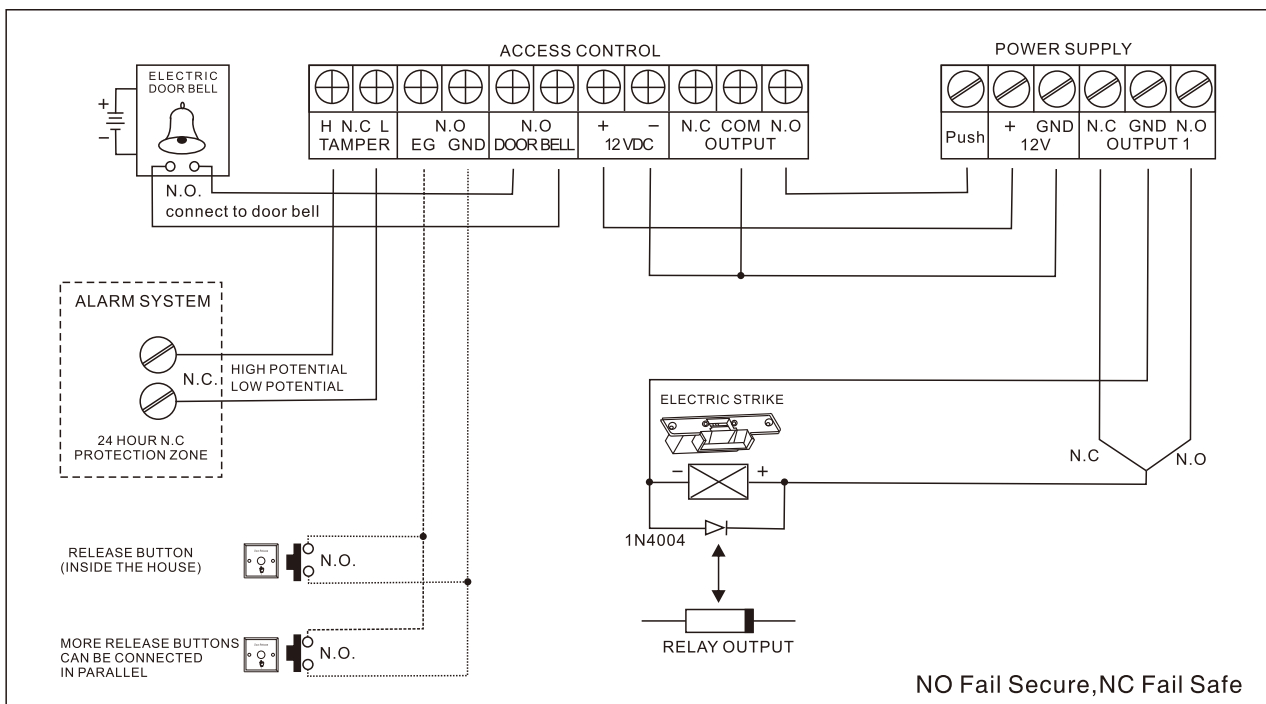 ACCESS CONTROL
POWER SUPPLY
ELECTRIC
DOOR BELL
+
−
H N.C L
TAMPER
N.O
EG GND
N.O
DOOR BELL
+ −
12 VDC
N.C COM N.O
OUTPUT
Push
+ GND
12V
N.C GND N.O
OUTPUT 1
N.O.
connect to door bell
ALARM SYSTEM
N.C.
HIGH POTENTIAL
LOW POTENTIAL
24 HOUR N.C
PROTECTION ZONE
ELECTRIC STRIKE
− +
N.C
N.O
1N4004
RELEASE BUTTON
(INSIDE THE HOUSE)
N.O.
MORE RELEASE BUTTONS
CAN BE CONNECTED
IN PARALLEL
N.O.
RELAY OUTPUT
NO Fail Secure,NC Fail Safe